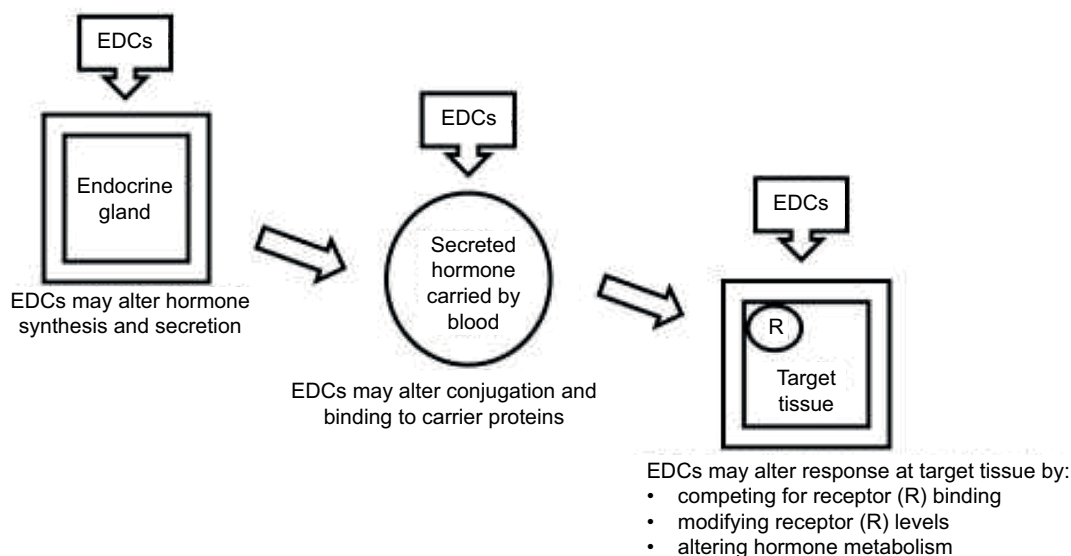 EDCs
Endocrine
gland
EDCs may alter hormone
synthesis and secretion
EDCs
Secreted
hormone
carried by
blood
EDCs may alter conjugation and
binding to carrier proteins
EDCs
R
Target
tissue
EDCs may alter response at target tissue by:
• competing for receptor (R) binding
• modifying receptor (R) levels
• altering hormone metabolism